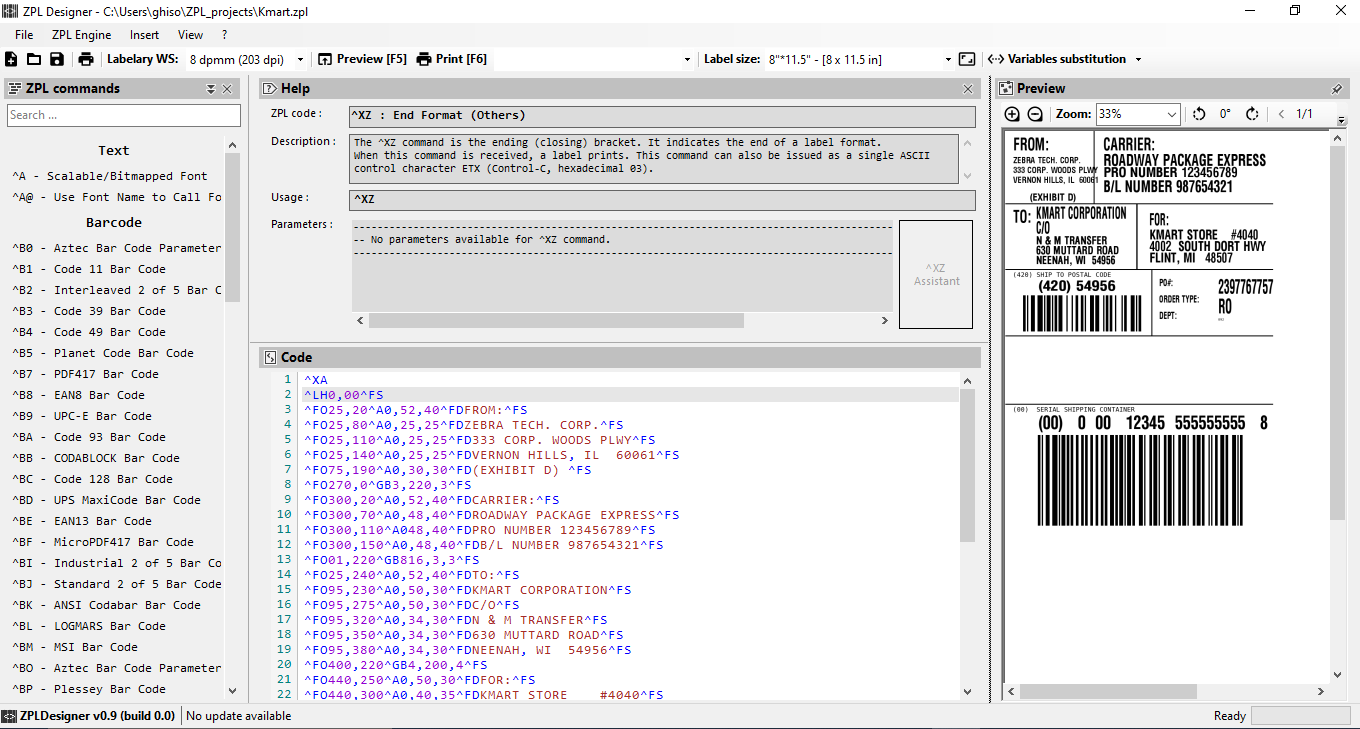 ZPL Designer - C:\Users\ghiso\ZPL_projects\Kmart.zpl
File ZPL Engine Insert View ?
Labelary WS: 8 dpmm (203 dpi) Preview [F5] Print [F6] Label size: 8"*11.5" - [8 x 11.5 in] Variables substitution
ZPL commands
Search ...
Text
^A - Scalable/Bitmapped Font
^A@ - Use Font Name to Call Fo
Barcode
^B0 - Aztec Bar Code Parameter
^B1 - Code 11 Bar Code
^B2 - Interleaved 2 of 5 Bar C
^B3 - Code 39 Bar Code
^B4 - Code 49 Bar Code
^B5 - Planet Code Bar Code
^B7 - PDF417 Bar Code
^B8 - EAN8 Bar Code
^B9 - UPC-E Bar Code
^BA - Code 93 Bar Code
^BB - CODABLOCK Bar Code
^BC - Code 128 Bar Code
^BD - UPS MaxiCode Bar Code
^BE - EAN13 Bar Code
^BF - MicroPDF417 Bar Code
^BI - Industrial 2 of 5 Bar Co
^BJ - Standard 2 of 5 Bar Code
^BK - ANSI Codabar Bar Code
^BL - LOGMARS Bar Code
^BM - MSI Bar Code
^BO - Aztec Bar Code Parameter
^BP - Plessey Bar Code
Help
ZPL code : ^XZ : End Format (Others)
Description : The ^XZ command is the ending (closing) bracket. It indicates the end of a label format.
When this command is received, a label prints. This command can also be issued as a single ASCII
control character ETX (Control-C, hexadecimal 03).
Usage : ^XZ
Parameters :
-- No parameters available for ^XZ command.
^XZ
Assistant
Code
1 ^XA
2 ^LH0,00^FS
3 ^FO25,20^A0,52,40^FDFROM:^FS
4 ^FO25,80^A0,25,25^FDZEBRA TECH. CORP.^FS
5 ^FO25,110^A0,25,25^FD333 CORP. WOODS PLWY^FS
6 ^FO25,140^A0,25,25^FDVERNON HILLS, IL  60061^FS
7 ^FO75,190^A0,30,30^FD(EXHIBIT D) ^FS
8 ^FO270,0^GB3,220,3^FS
9 ^FO300,20^A0,52,40^FDCARRIER:^FS
10 ^FO300,70^A0,48,40^FDROADWAY PACKAGE EXPRESS^FS
11 ^FO300,110^A048,40^FDPRO NUMBER 123456789^FS
12 ^FO300,150^A0,48,40^FDB/L NUMBER 987654321^FS
13 ^FO01,220^GB816,3,3^FS
14 ^FO25,240^A0,52,40^FDTO:^FS
15 ^FO95,230^A0,50,30^FDKMART CORPORATION^FS
16 ^FO95,275^A0,50,30^FDC/O^FS
17 ^FO95,320^A0,34,30^FDN & M TRANSFER^FS
18 ^FO95,350^A0,34,30^FD630 MUTTARD ROAD^FS
19 ^FO95,380^A0,34,30^FDNEENAH, WI  54956^FS
20 ^FO400,220^GB4,200,4^FS
21 ^FO440,250^A0,50,30^FDFOR:^FS
22 ^FO440,300^A0,40,35^FDKMART STORE    #4040^FS
Preview
Zoom: 33% 0° 1/1
FROM:
ZEBRA TECH. CORP.
333 CORP. WOODS PLWY
VERNON HILLS, IL 60061
(EXHIBIT D)
CARRIER:
ROADWAY PACKAGE EXPRESS
PRO NUMBER 123456789
B/L NUMBER 987654321
TO: KMART CORPORATION
C/O
N & M TRANSFER
630 MUTTARD ROAD
NEENAH, WI 54956
FOR:
KMART STORE #4040
4002 SOUTH DORT HWY
FLINT, MI 48507
(420) SHIP TO POSTAL CODE
(420) 54956
PO#: 2397767757
ORDER TYPE: RO
DEPT:
(00) SERIAL SHIPPING CONTAINER
(00) 0 00 12345 555555555 8
ZPLDesigner v0.9 (build 0.0) No update available
Ready